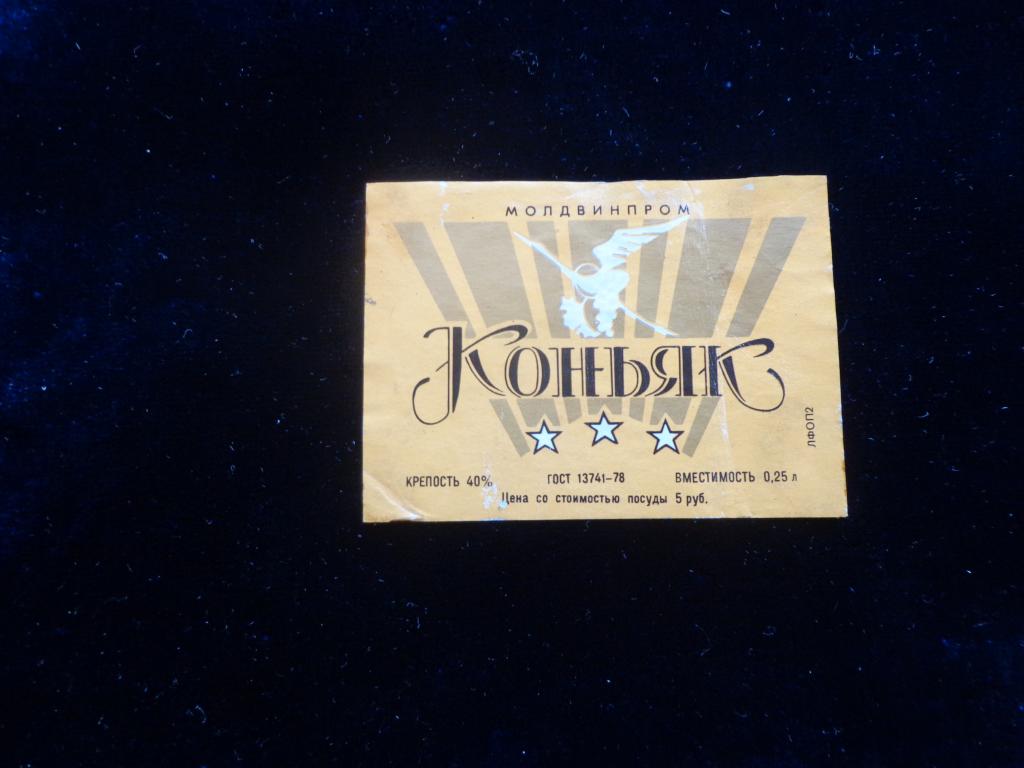 МОЛДВИНПРОМ
КОНЬЯК
ЛФОП2
КРЕПОСТЬ 40% ГОСТ 13741-78 ВМЕСТИМОСТЬ 0,25 л
Цена со стоимостью посуды 5 руб.